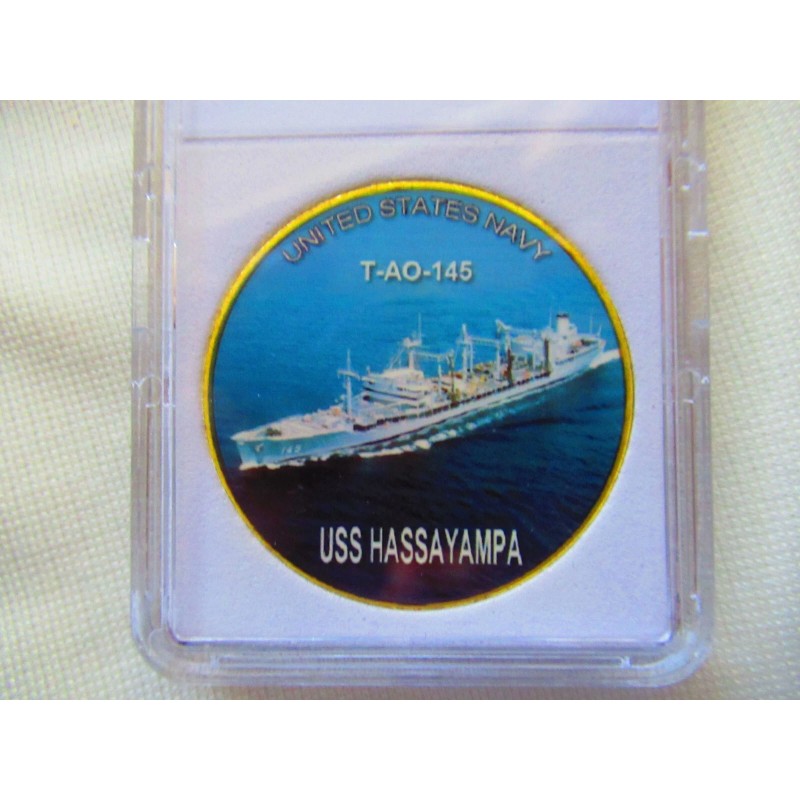 UNITED STATES NAVY
T-AO-145
USS HASSAYAMPA